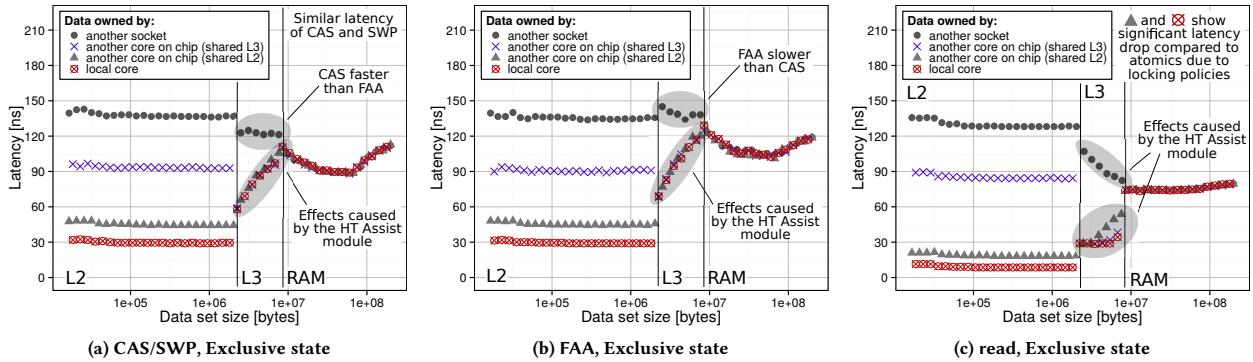 210
180
150
120
90
60
30
0
Latency [ns]
Data owned by:
another socket
another core on chip (shared L3)
another core on chip (shared L2)
local core
Similar latency
of CAS and SWP
CAS faster
than FAA
Effects caused
by the HT Assist
module
L2
L3
RAM
1e+05
1e+06
1e+07
1e+08
Data set size [bytes]
(a) CAS/SWP, Exclusive state
210
180
150
120
90
60
30
0
Latency [ns]
Data owned by:
another socket
another core on chip (shared L3)
another core on chip (shared L2)
local core
FAA slower
than CAS
Effects caused
by the HT Assist
module
L2
L3
RAM
1e+05
1e+06
1e+07
1e+08
Data set size [bytes]
(b) FAA, Exclusive state
210
180
150
120
90
60
30
0
Latency [ns]
Data owned by:
another socket
another core on chip (shared L3)
another core on chip (shared L2)
local core
and show
significant latency
drop compared to
atomics due to
locking policies
L2
L3
Effects caused
by the HT Assist
module
RAM
1e+05
1e+06
1e+07
1e+08
Data set size [bytes]
(c) read, Exclusive state